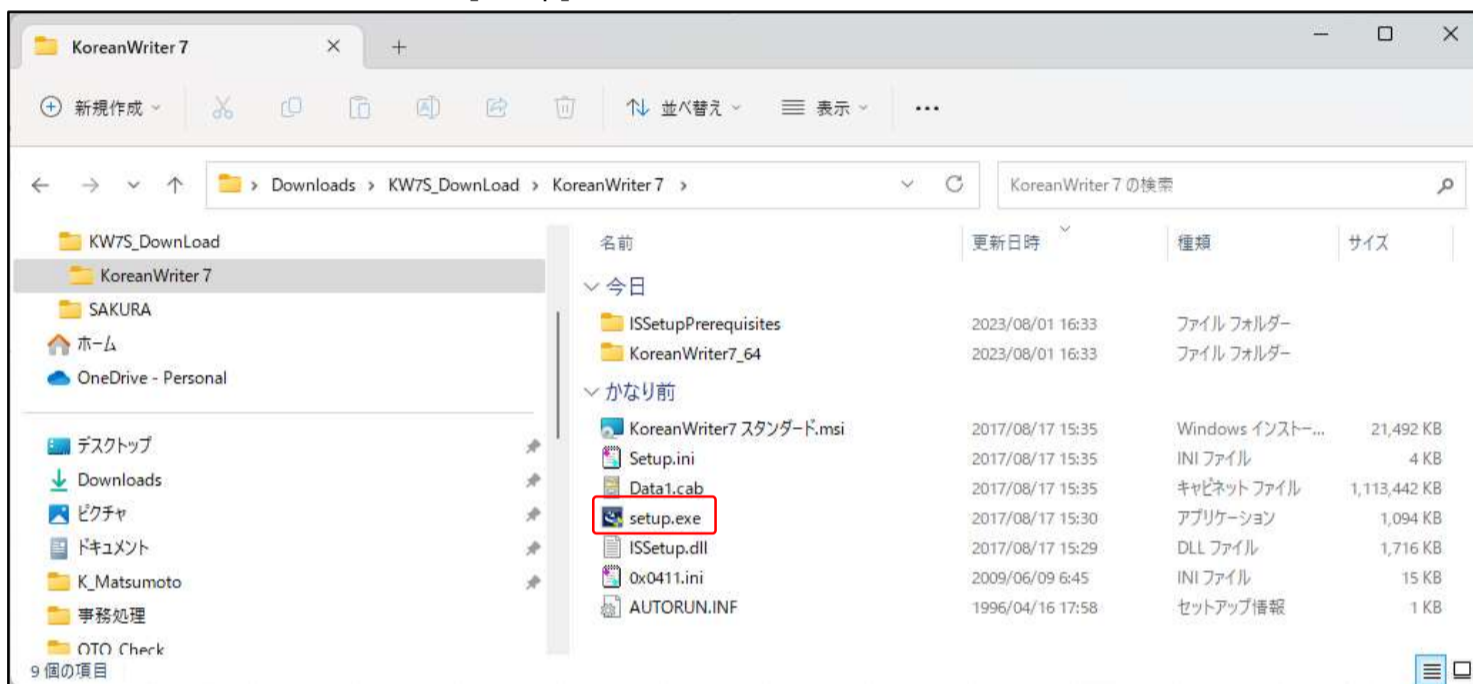 KoreanWriter 7
新規作成
並べ替え
表示
Downloads > KW7S_DownLoad > KoreanWriter 7 >
KoreanWriter 7 の検索
KW7S_DownLoad
KoreanWriter 7
SAKURA
ホーム
OneDrive - Personal
デスクトップ
Downloads
ピクチャ
ドキュメント
K_Matsumoto
事務処理
OTO_Check
名前 更新日時 種類 サイズ
今日
ISSetupPrerequisites 2023/08/01 16:33 ファイル フォルダー
KoreanWriter7_64 2023/08/01 16:33 ファイル フォルダー
かなり前
KoreanWriter7 スタンダード.msi 2017/08/17 15:35 Windows インストー... 21,492 KB
Setup.ini 2017/08/17 15:35 INI ファイル 4 KB
Data1.cab 2017/08/17 15:35 キャビネット ファイル 1,113,442 KB
setup.exe 2017/08/17 15:30 アプリケーション 1,094 KB
ISSetup.dll 2017/08/17 15:29 DLL ファイル 1,716 KB
0x0411.ini 2009/06/09 6:45 INI ファイル 15 KB
AUTORUN.INF 1996/04/16 17:58 セットアップ情報 1 KB
9 個の項目